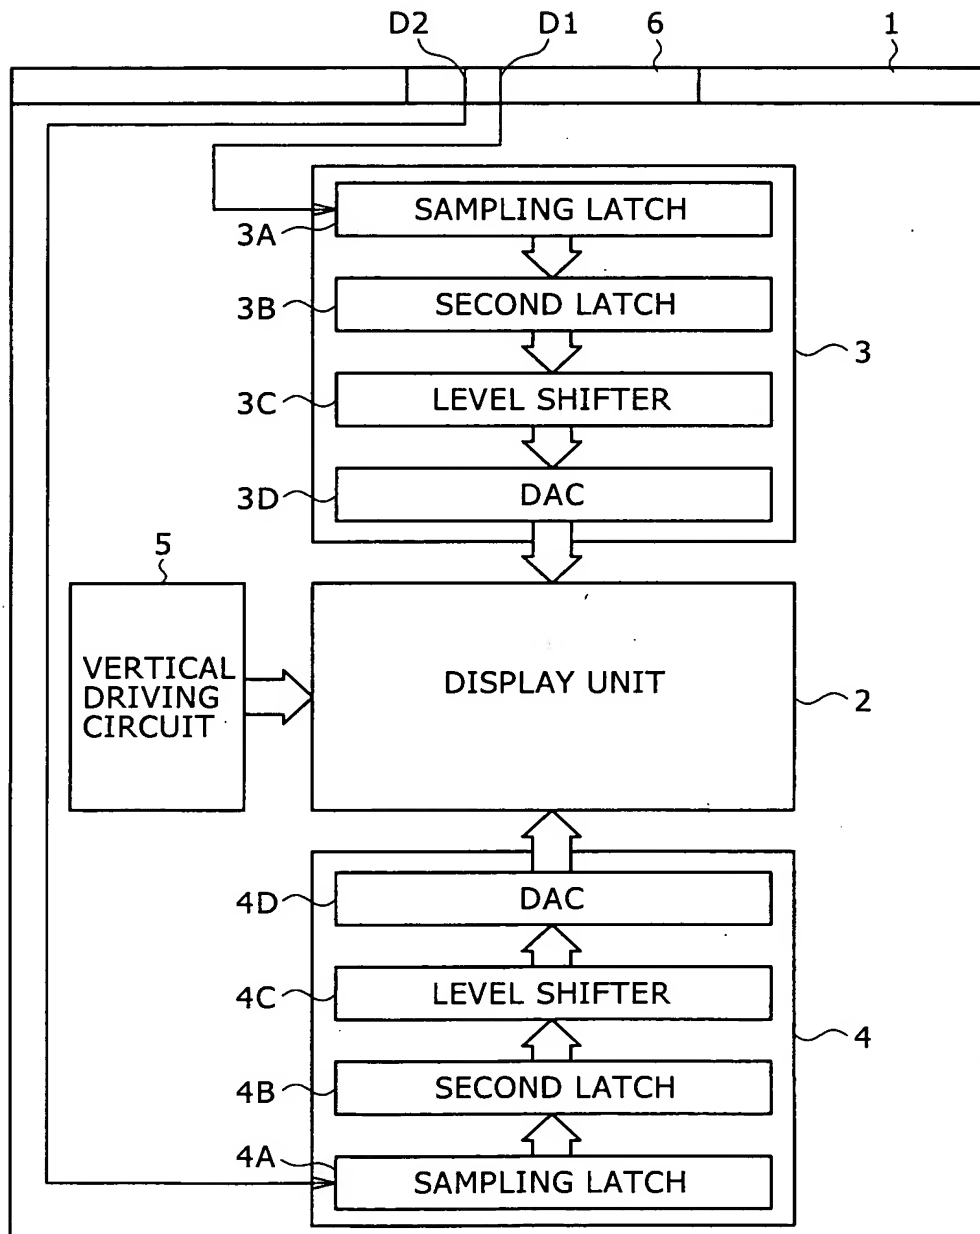 D2
D1
6
1
SAMPLING LATCH
3A
SECOND LATCH
3B
3
LEVEL SHIFTER
3C
DAC
3D
5
VERTICAL
DRIVING
CIRCUIT
DISPLAY UNIT
2
DAC
4D
LEVEL SHIFTER
4C
4
SECOND LATCH
4B
4A
SAMPLING LATCH